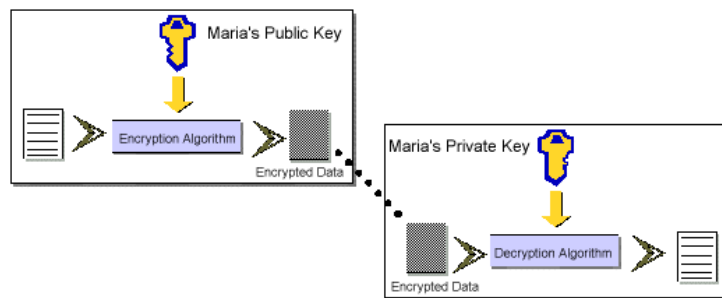 Maria's Public Key
Encryption Algorithm
Encrypted Data
Maria's Private Key
Decryption Algorithm
Encrypted Data